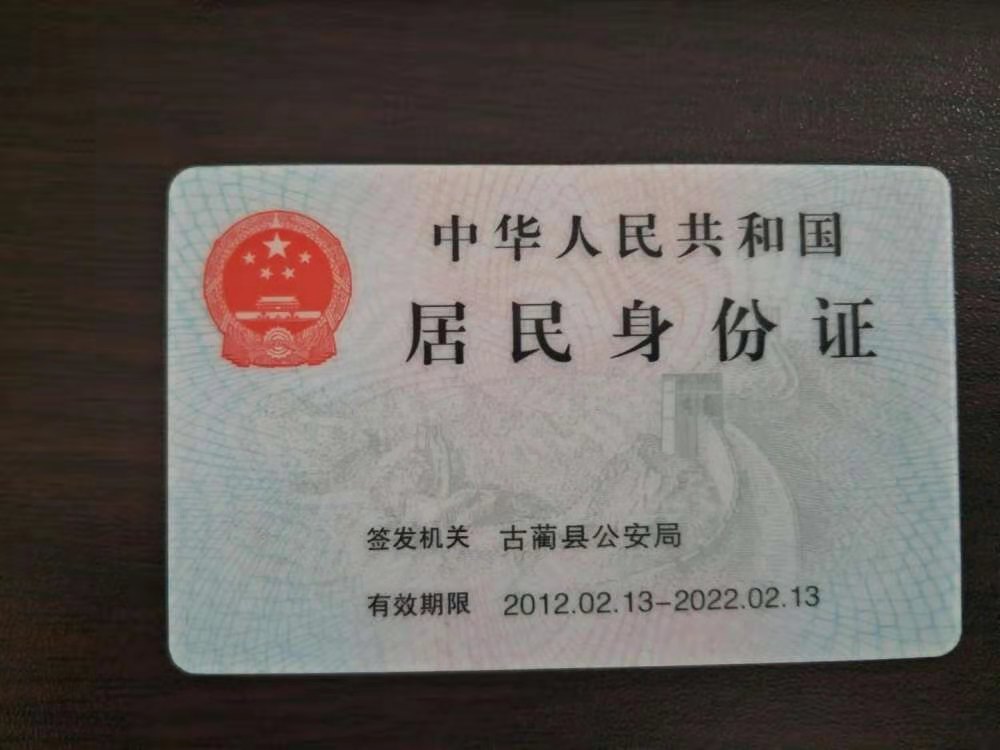 中华人民共和国
居民身份证
签发机关 古蔺县公安局
有效期限 2012.02.13-2022.02.13